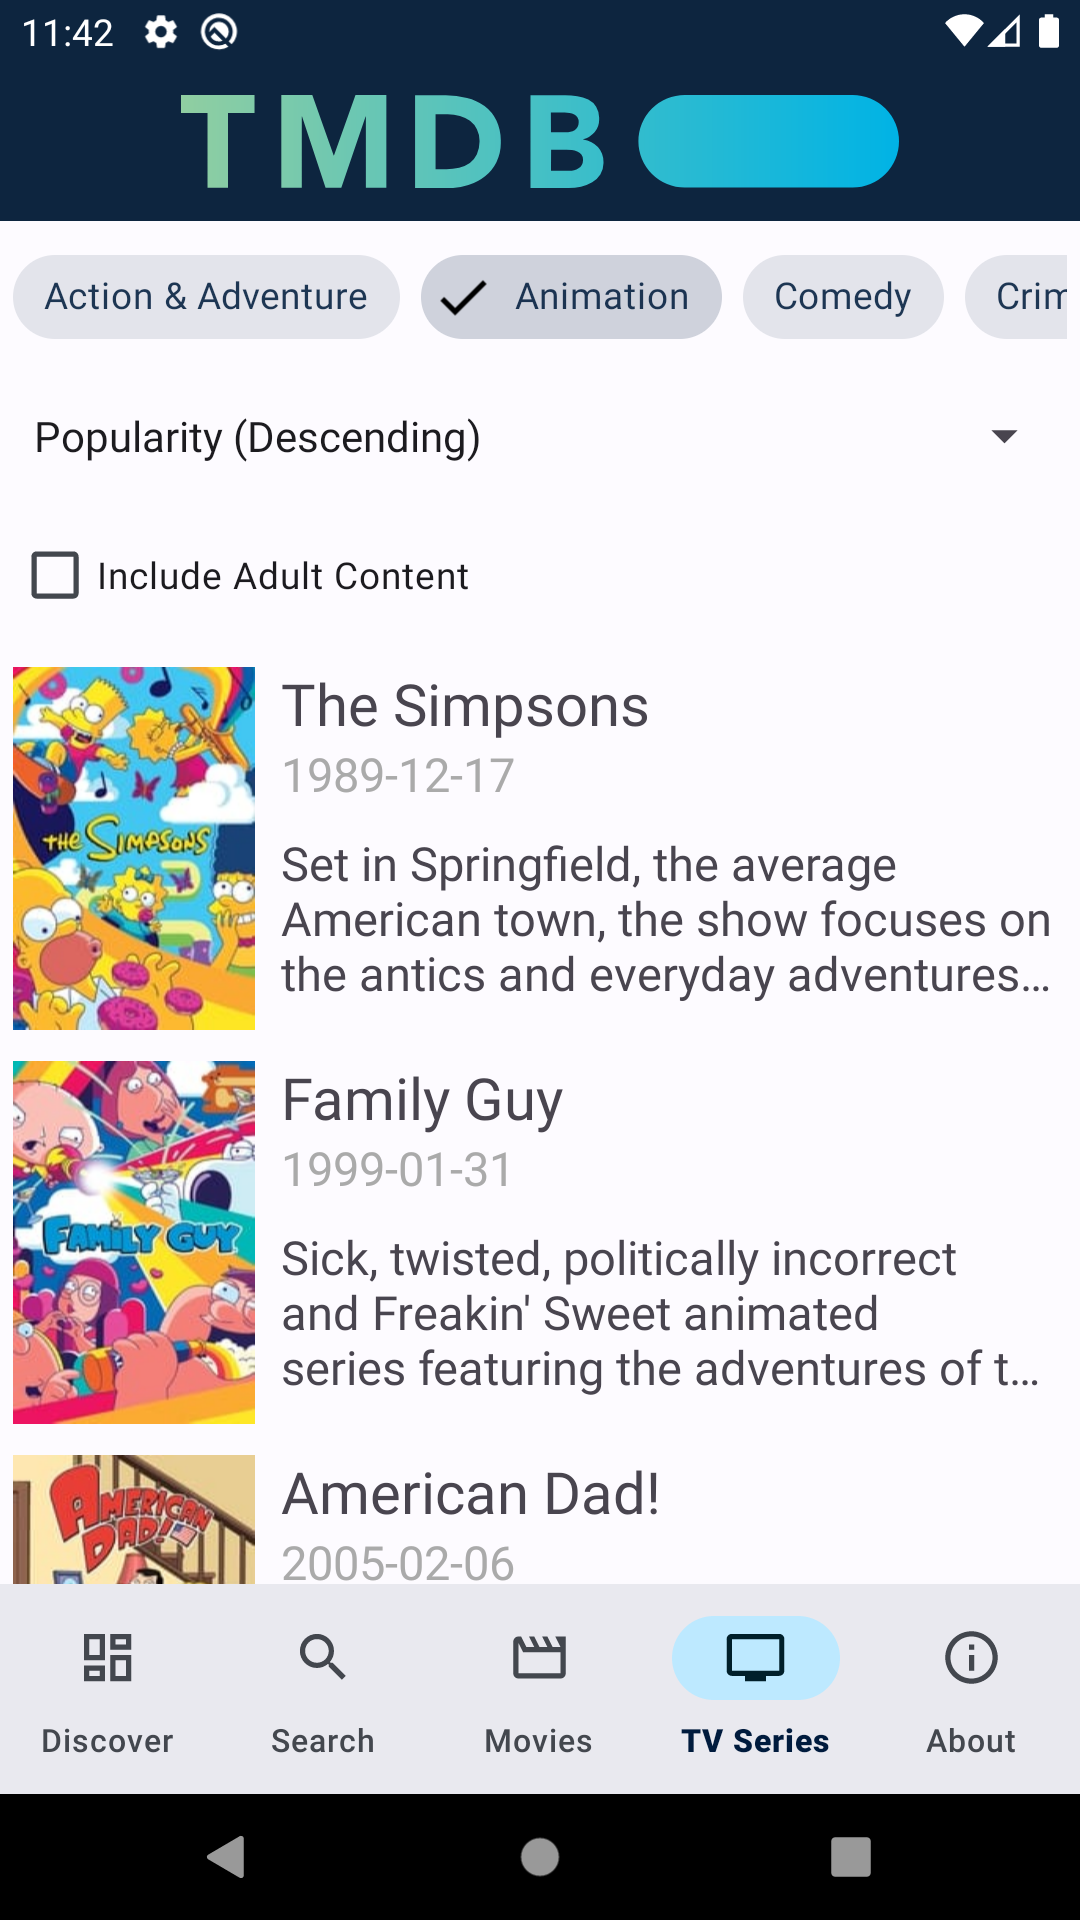 11:42
TMDB
Action & Adventure
Animation
Comedy
Crim
Popularity (Descending)
Include Adult Content
THE SIMPSONS
The Simpsons
1989-12-17
Set in Springfield, the average
American town, the show focuses on
the antics and everyday adventures...
FAMILY GUY
Family Guy
1999-01-31
Sick, twisted, politically incorrect
and Freakin' Sweet animated
series featuring the adventures of t...
AMERICAN
DAD!
American Dad!
2005-02-06
Discover
Search
Movies
TV Series
About